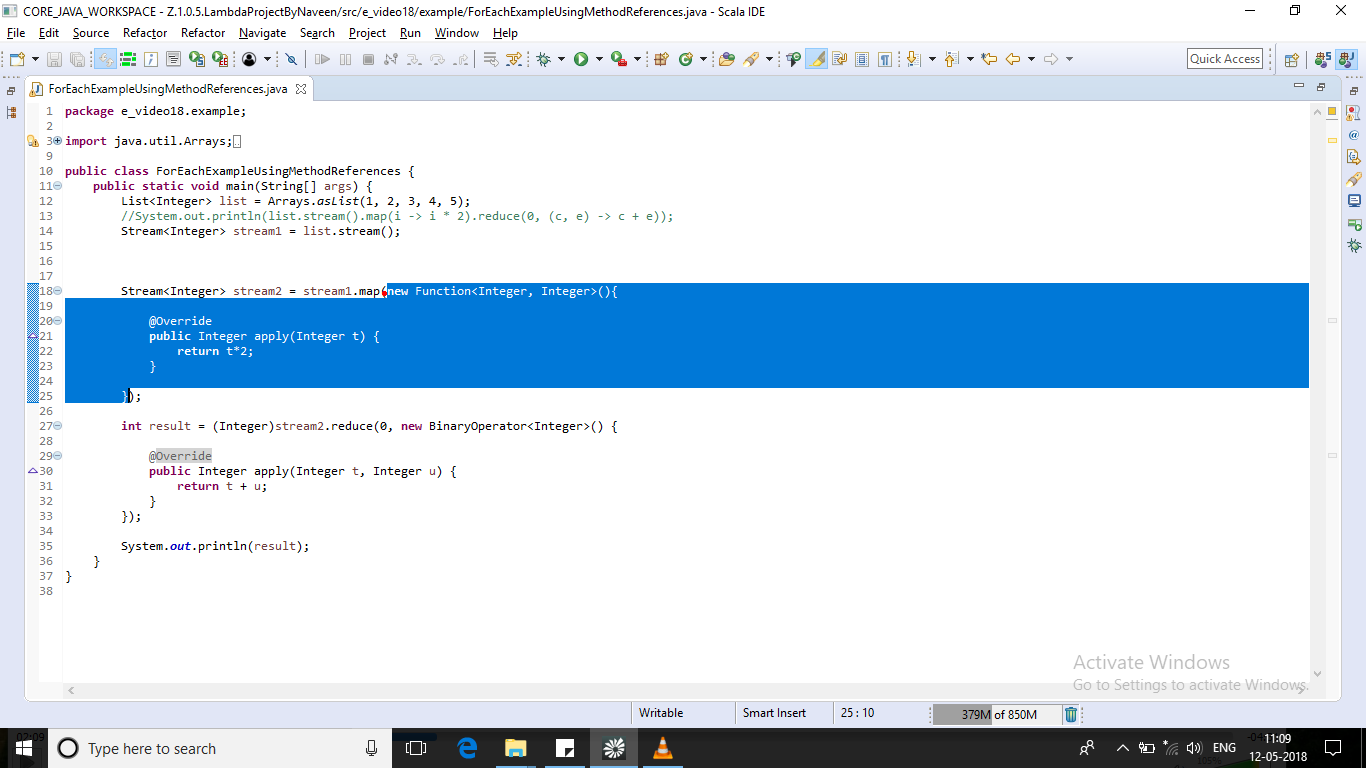 CORE_JAVA_WORKSPACE - Z.1.0.5.LambdaProjectByNaveen/src/e_video18/example/ForEachExampleUsingMethodReferences.java - Scala IDE
File Edit Source Refactor Refactor Navigate Search Project Run Window Help
Quick Access
ForEachExampleUsingMethodReferences.java
1 package e_video18.example;
2
3 import java.util.Arrays;
9
10 public class ForEachExampleUsingMethodReferences {
11 public static void main(String[] args) {
12 List<Integer> list = Arrays.asList(1, 2, 3, 4, 5);
13 //System.out.println(list.stream().map(i -> i * 2).reduce(0, (c, e) -> c + e));
14 Stream<Integer> stream1 = list.stream();
15
16
17
18 Stream<Integer> stream2 = stream1.map(new Function<Integer, Integer>(){
19
20 @Override
21 public Integer apply(Integer t) {
22 return t*2;
23 }
24
25 });
26
27 int result = (Integer)stream2.reduce(0, new BinaryOperator<Integer>() {
28
29 @Override
30 public Integer apply(Integer t, Integer u) {
31 return t + u;
32 }
33 });
34
35 System.out.println(result);
36 }
37 }
38
Activate Windows
Go to Settings to activate Windows.
Writable Smart Insert 25 : 10 379M of 850M
Type here to search
ENG
11:09
12-05-2018